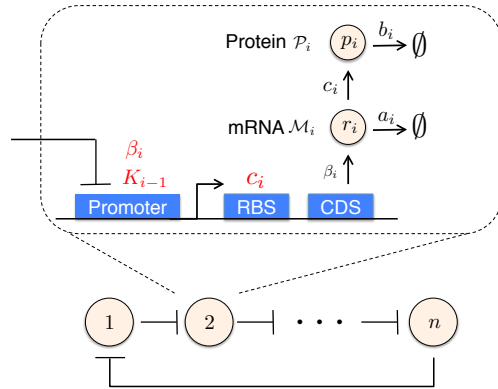 Protein 𝒫ᵢ pᵢ bᵢ ∅
cᵢ
mRNA ℳᵢ rᵢ aᵢ ∅
βᵢ
βᵢ
Kᵢ₋₁ cᵢ
Promoter RBS CDS
1 2 · · · n